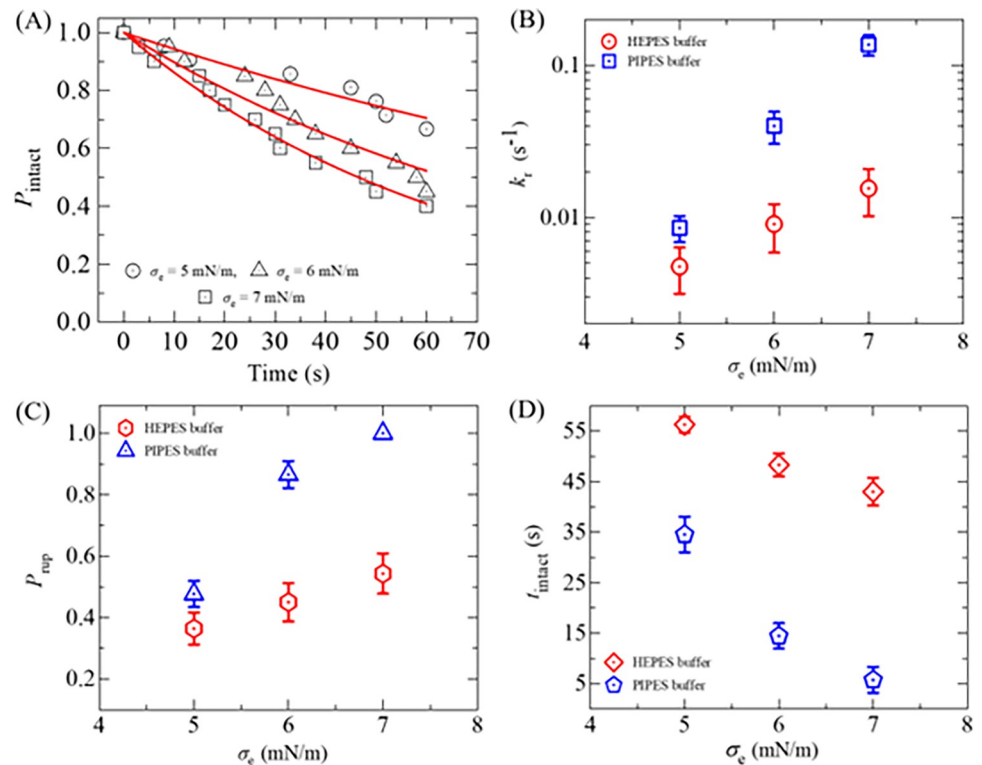 (A)
1.0
0.8
0.6
0.4
0.2
0.0
P_intact
σ_e = 5 mN/m, σ_e = 6 mN/m
σ_e = 7 mN/m
0 10 20 30 40 50 60 70
Time (s)
(B)
0.1
0.01
k_r (s⁻¹)
HEPES buffer
PIPES buffer
4 5 6 7 8
σ_e (mN/m)
(C)
1.0
0.8
0.6
0.4
0.2
P_rup
HEPES buffer
PIPES buffer
4 5 6 7 8
σ_e (mN/m)
(D)
55
45
35
25
15
5
t_intact (s)
HEPES buffer
PIPES buffer
4 5 6 7 8
σ_e (mN/m)